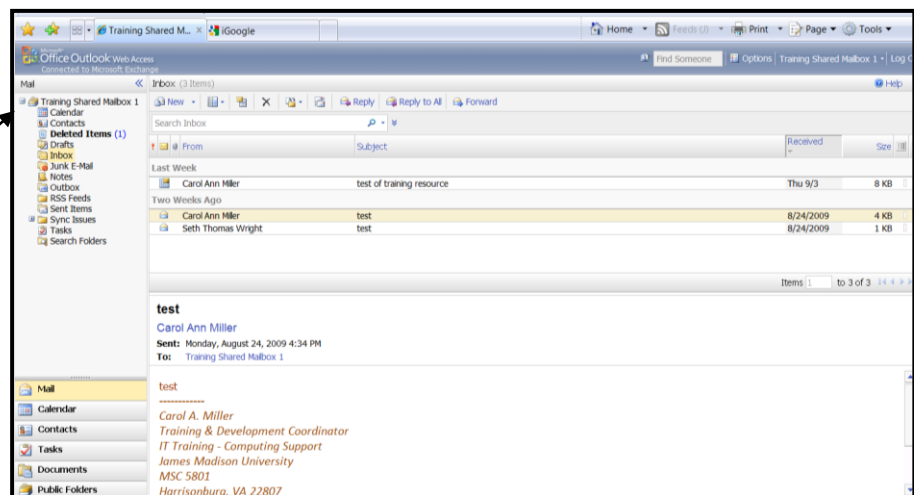 Training Shared M... × iGoogle Home Feeds (J) Print Page Tools
Microsoft
Office Outlook Web Access
Connected to Microsoft Exchange
Find Someone Options Training Shared Mailbox 1 Log
Mail « Inbox (3 Items) Help
Training Shared Mailbox 1
Calendar
Contacts
Deleted Items (1)
Drafts
Inbox
Junk E-Mail
Notes
Outbox
RSS Feeds
Sent Items
Sync Issues
Tasks
Search Folders
New Reply Reply to All Forward
Search Inbox
From Subject Received Size
Last Week
Carol Ann Miller test of training resource Thu 9/3 8 KB
Two Weeks Ago
Carol Ann Miller test 8/24/2009 4 KB
Seth Thomas Wright test 8/24/2009 1 KB
Items 1 to 3 of 3
test
Carol Ann Miller
Sent: Monday, August 24, 2009 4:34 PM
To: Training Shared Mailbox 1
test
------------
Carol A. Miller
Training & Development Coordinator
IT Training - Computing Support
James Madison University
MSC 5801
Harrisonburg, VA 22807
Mail
Calendar
Contacts
Tasks
Documents
Public Folders